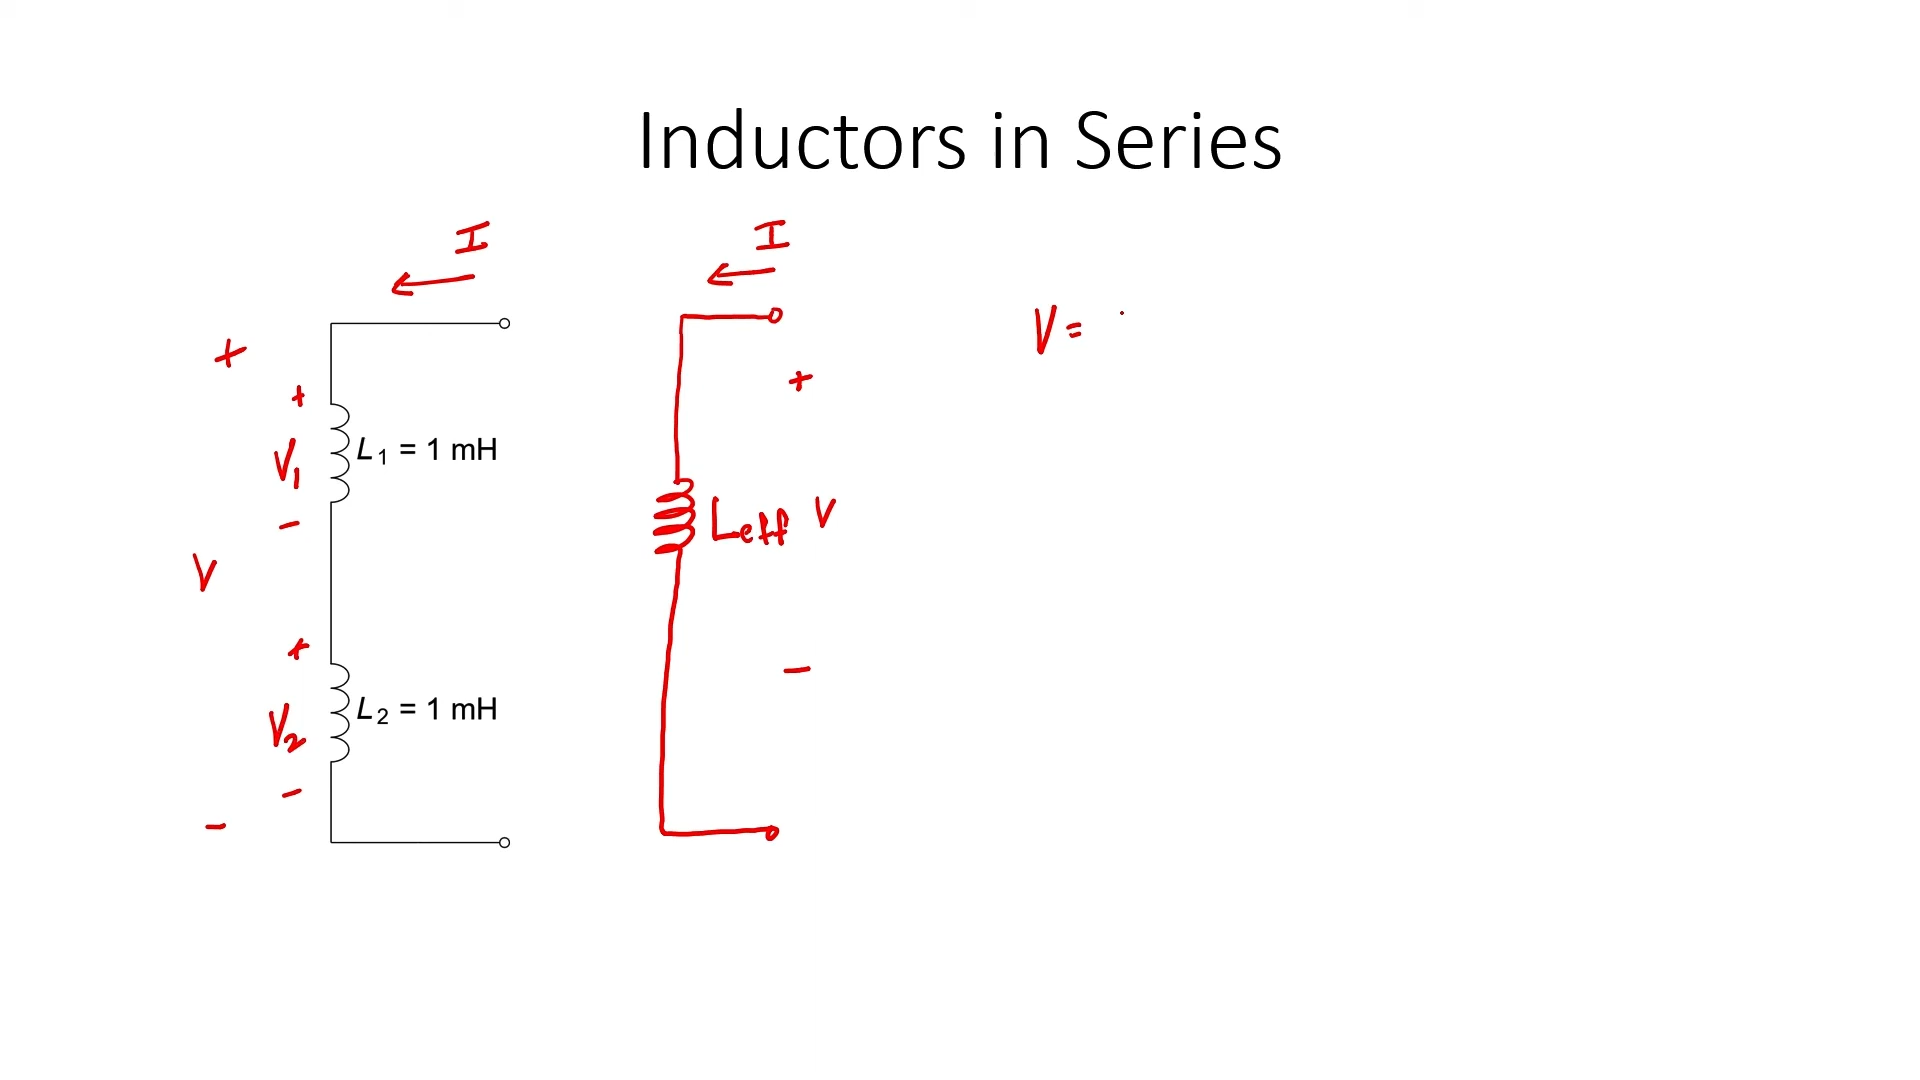 Inductors in Series
I
I
V =
+
+
+
L1 = 1 mH
V1
Leff V
-
V
+
-
L2 = 1 mH
V2
-
-